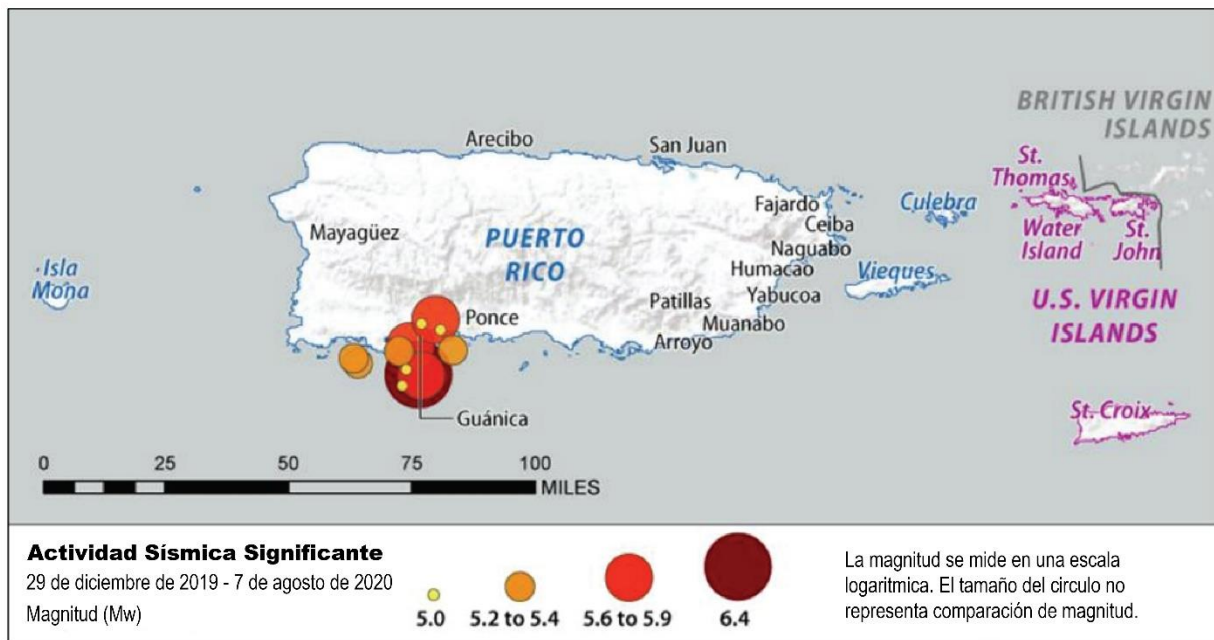 BRITISH VIRGIN
ISLANDS
Arecibo
San Juan
St.
Thomas
Fajardo
Culebra
Ceiba
Mayagüez
PUERTO
RICO
Naguabo
Water
Island
St.
John
Isla
Mona
Humacao
Vieques
Patillas
Yabucoa
U.S. VIRGIN
ISLANDS
Ponce
Muanabo
Arroyo
Guánica
St. Croix
0 25 50 75 100
MILES
Actividad Sísmica Significante
29 de diciembre de 2019 - 7 de agosto de 2020
Magnitud (Mw)
5.0 5.2 to 5.4 5.6 to 5.9 6.4
La magnitud se mide en una escala
logaritmica. El tamaño del circulo no
representa comparación de magnitud.